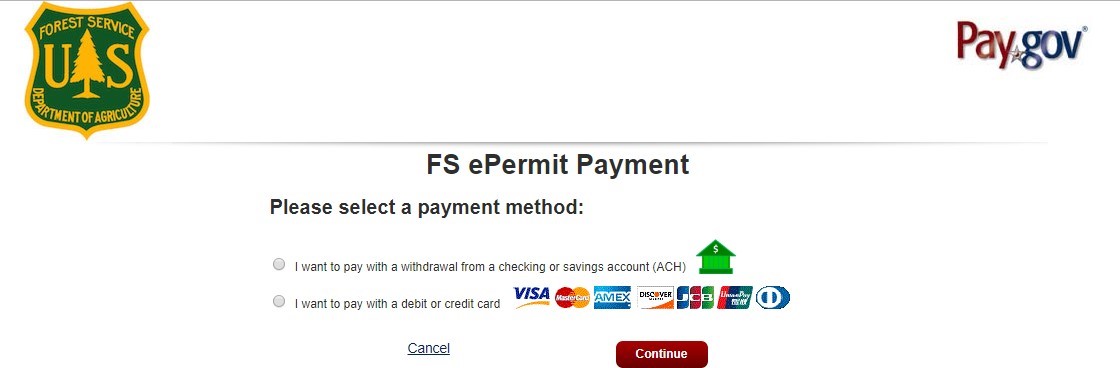 FOREST SERVICE
U S
DEPARTMENT OF AGRICULTURE
Pay.gov®
FS ePermit Payment
Please select a payment method:
I want to pay with a withdrawal from a checking or savings account (ACH) $
I want to pay with a debit or credit card VISA MasterCard AMEX DISCOVER JCB UnionPay
Cancel Continue